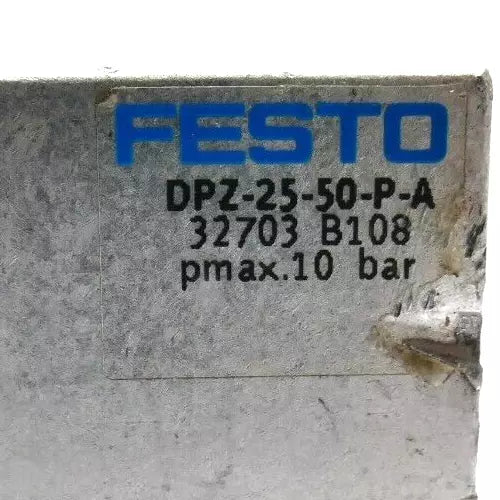 FESTO
DPZ-25-50-P-A
32703 B108
pmax.10 bar